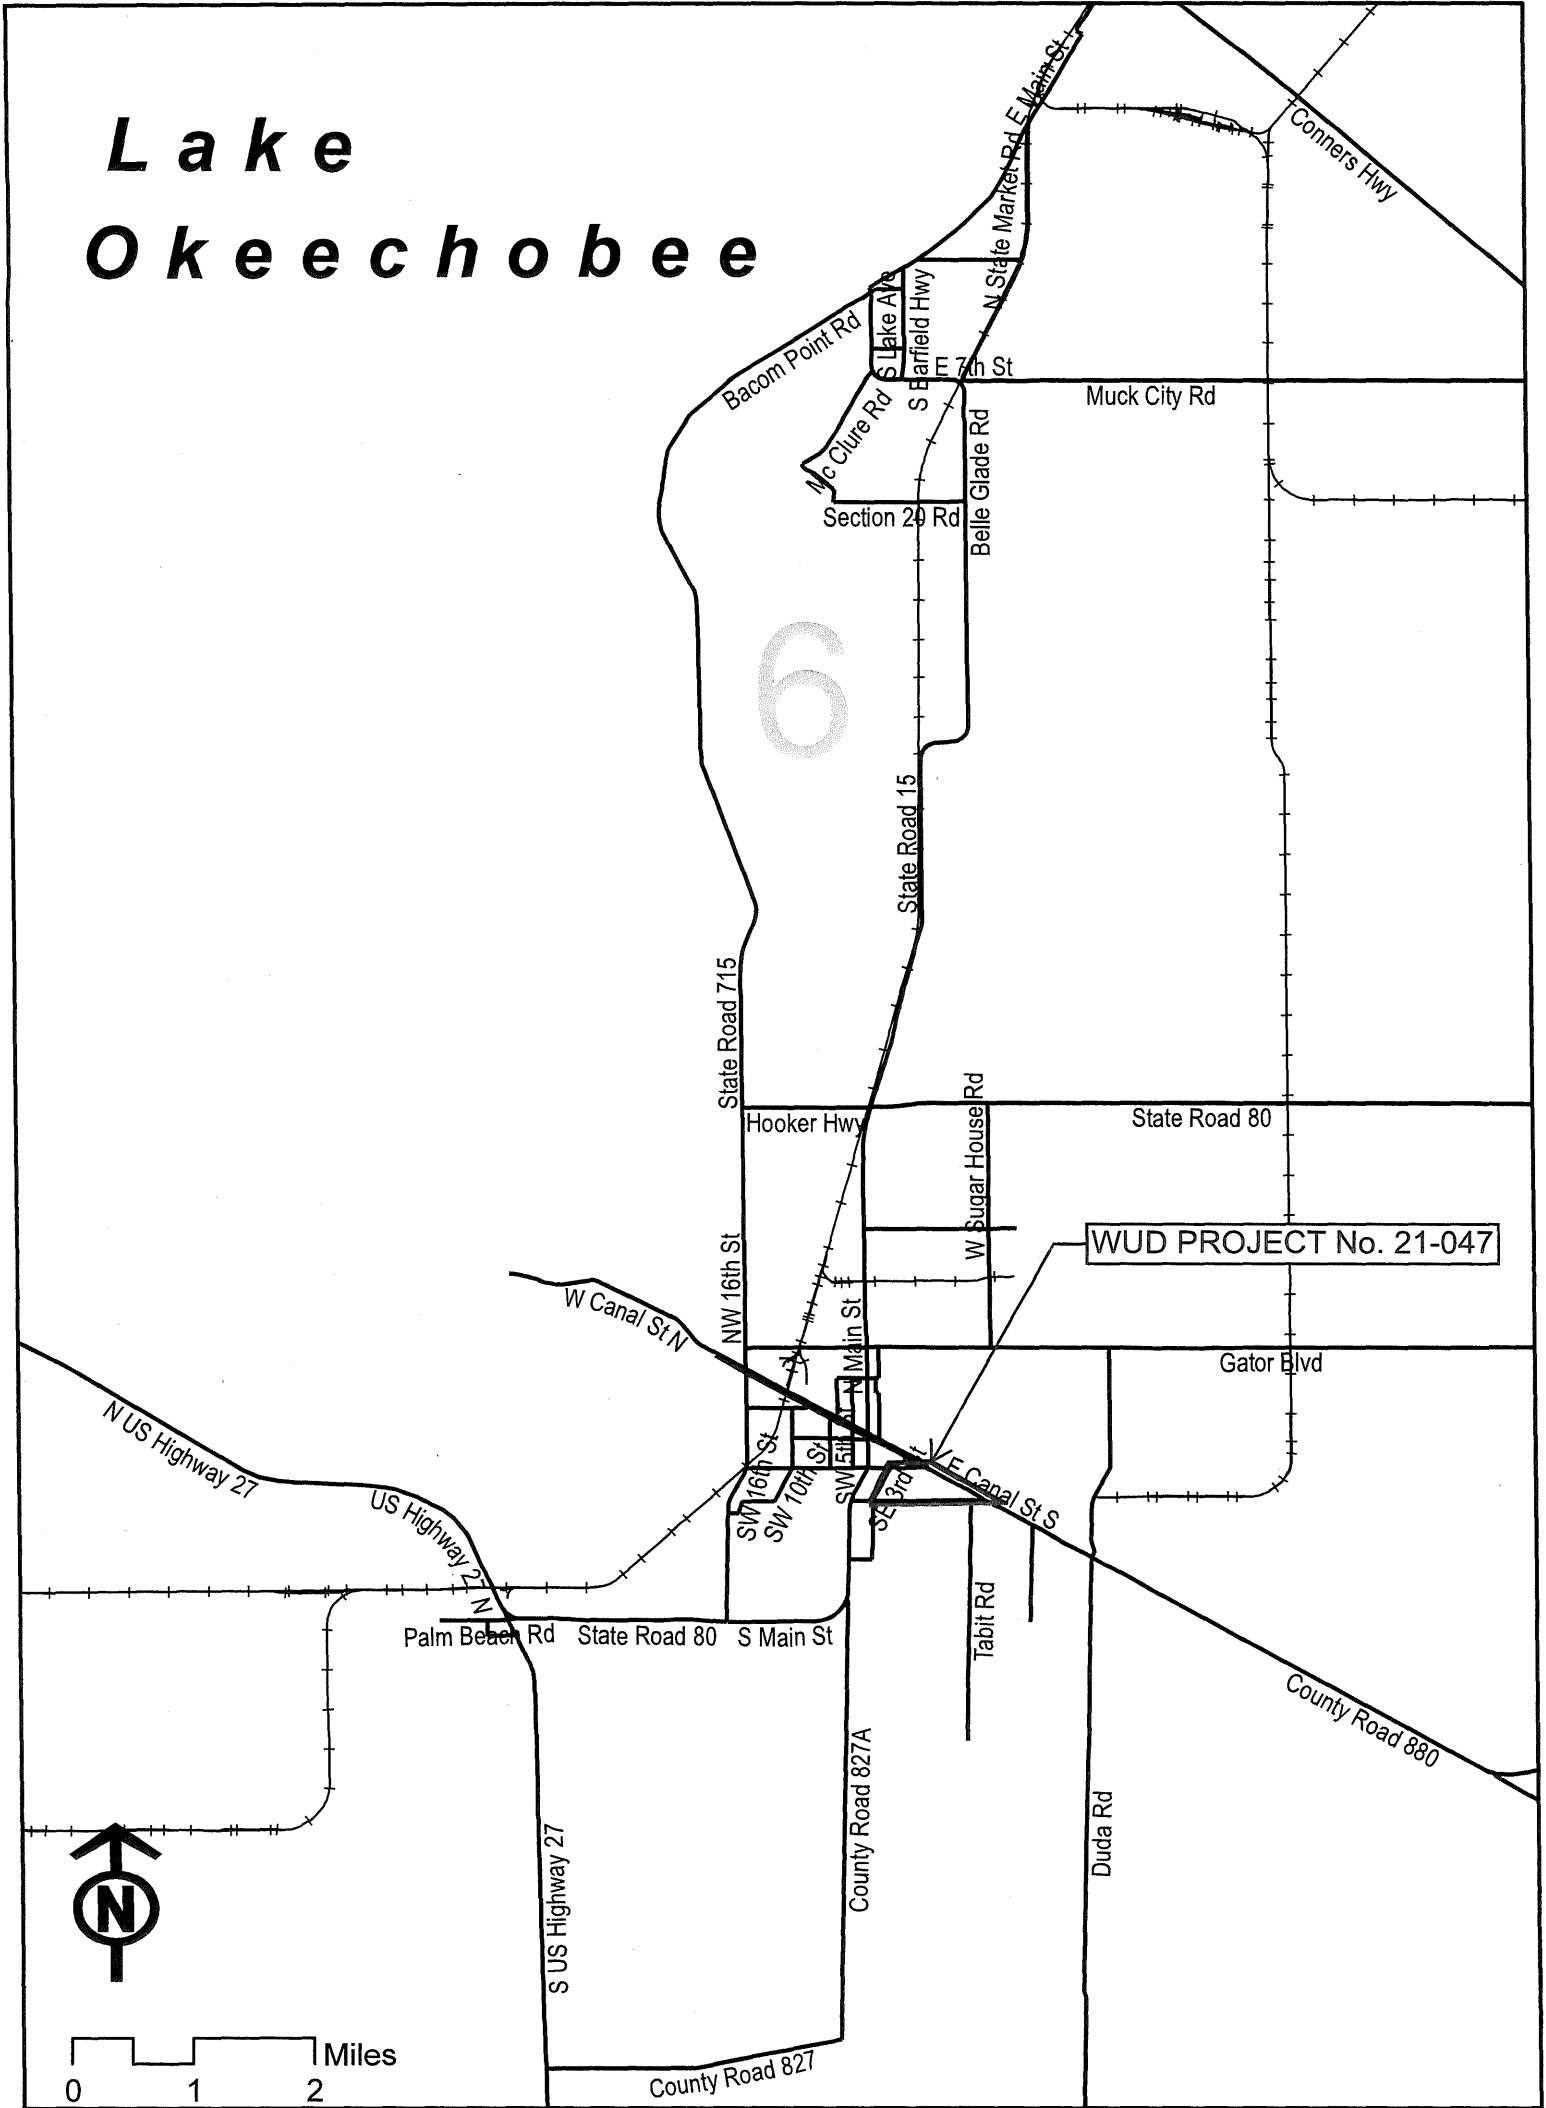 Lake
Okeechobee
E Main St
Conners Hwy
N State Market Rd
S Lake Ave
S Barfield Hwy
Bacom Point Rd
E 7th St
Muck City Rd
Mc Clure Rd
Belle Glade Rd
Section 20 Rd
6
State Road 15
State Road 715
Hooker Hwy
W Sugar House Rd
State Road 80
WUD PROJECT No. 21-047
NW 16th St
W Canal St N
N Main St
Gator Blvd
N US Highway 27
US Highway 27 N
SW 16th St
SW 10th St
SW 5th St
SE 3rd St
E Canal St S
Palm Beach Rd
State Road 80
S Main St
Tabit Rd
County Road 880
County Road 827A
Duda Rd
S US Highway 27
N
Miles
0 1 2
County Road 827